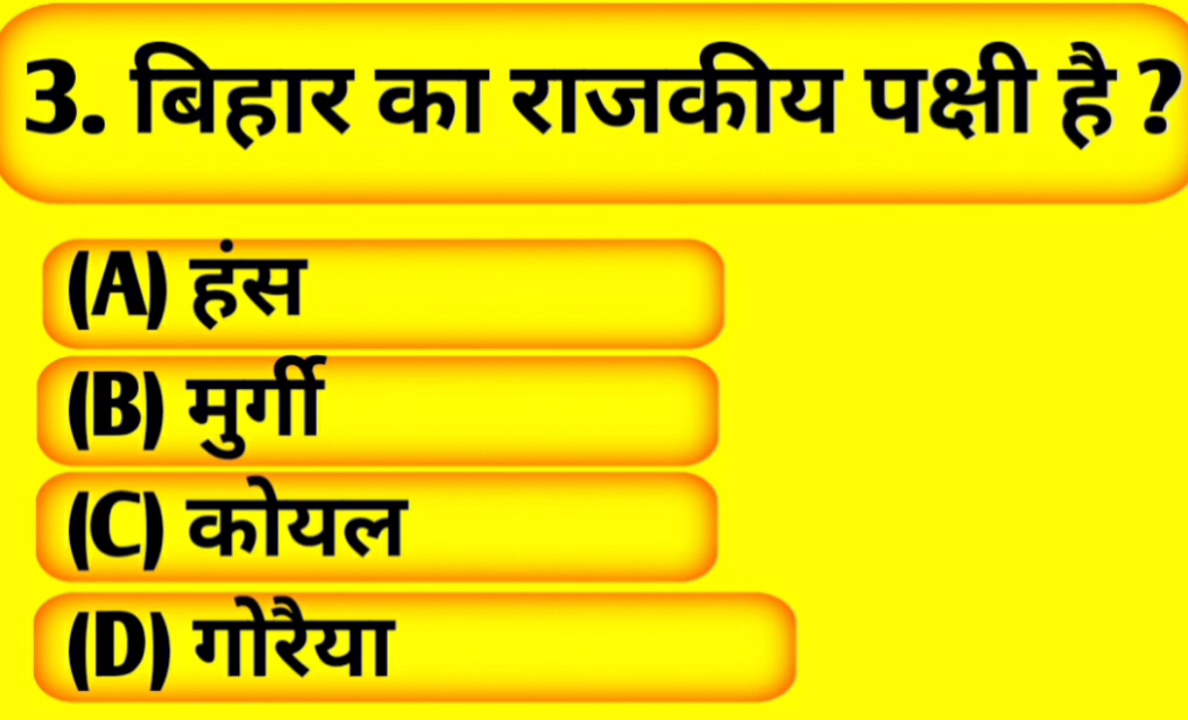 3. बिहार का राजकीय पक्षी है ?
(A) हंस
(B) मुर्गी
(C) कोयल
(D) गोरैया